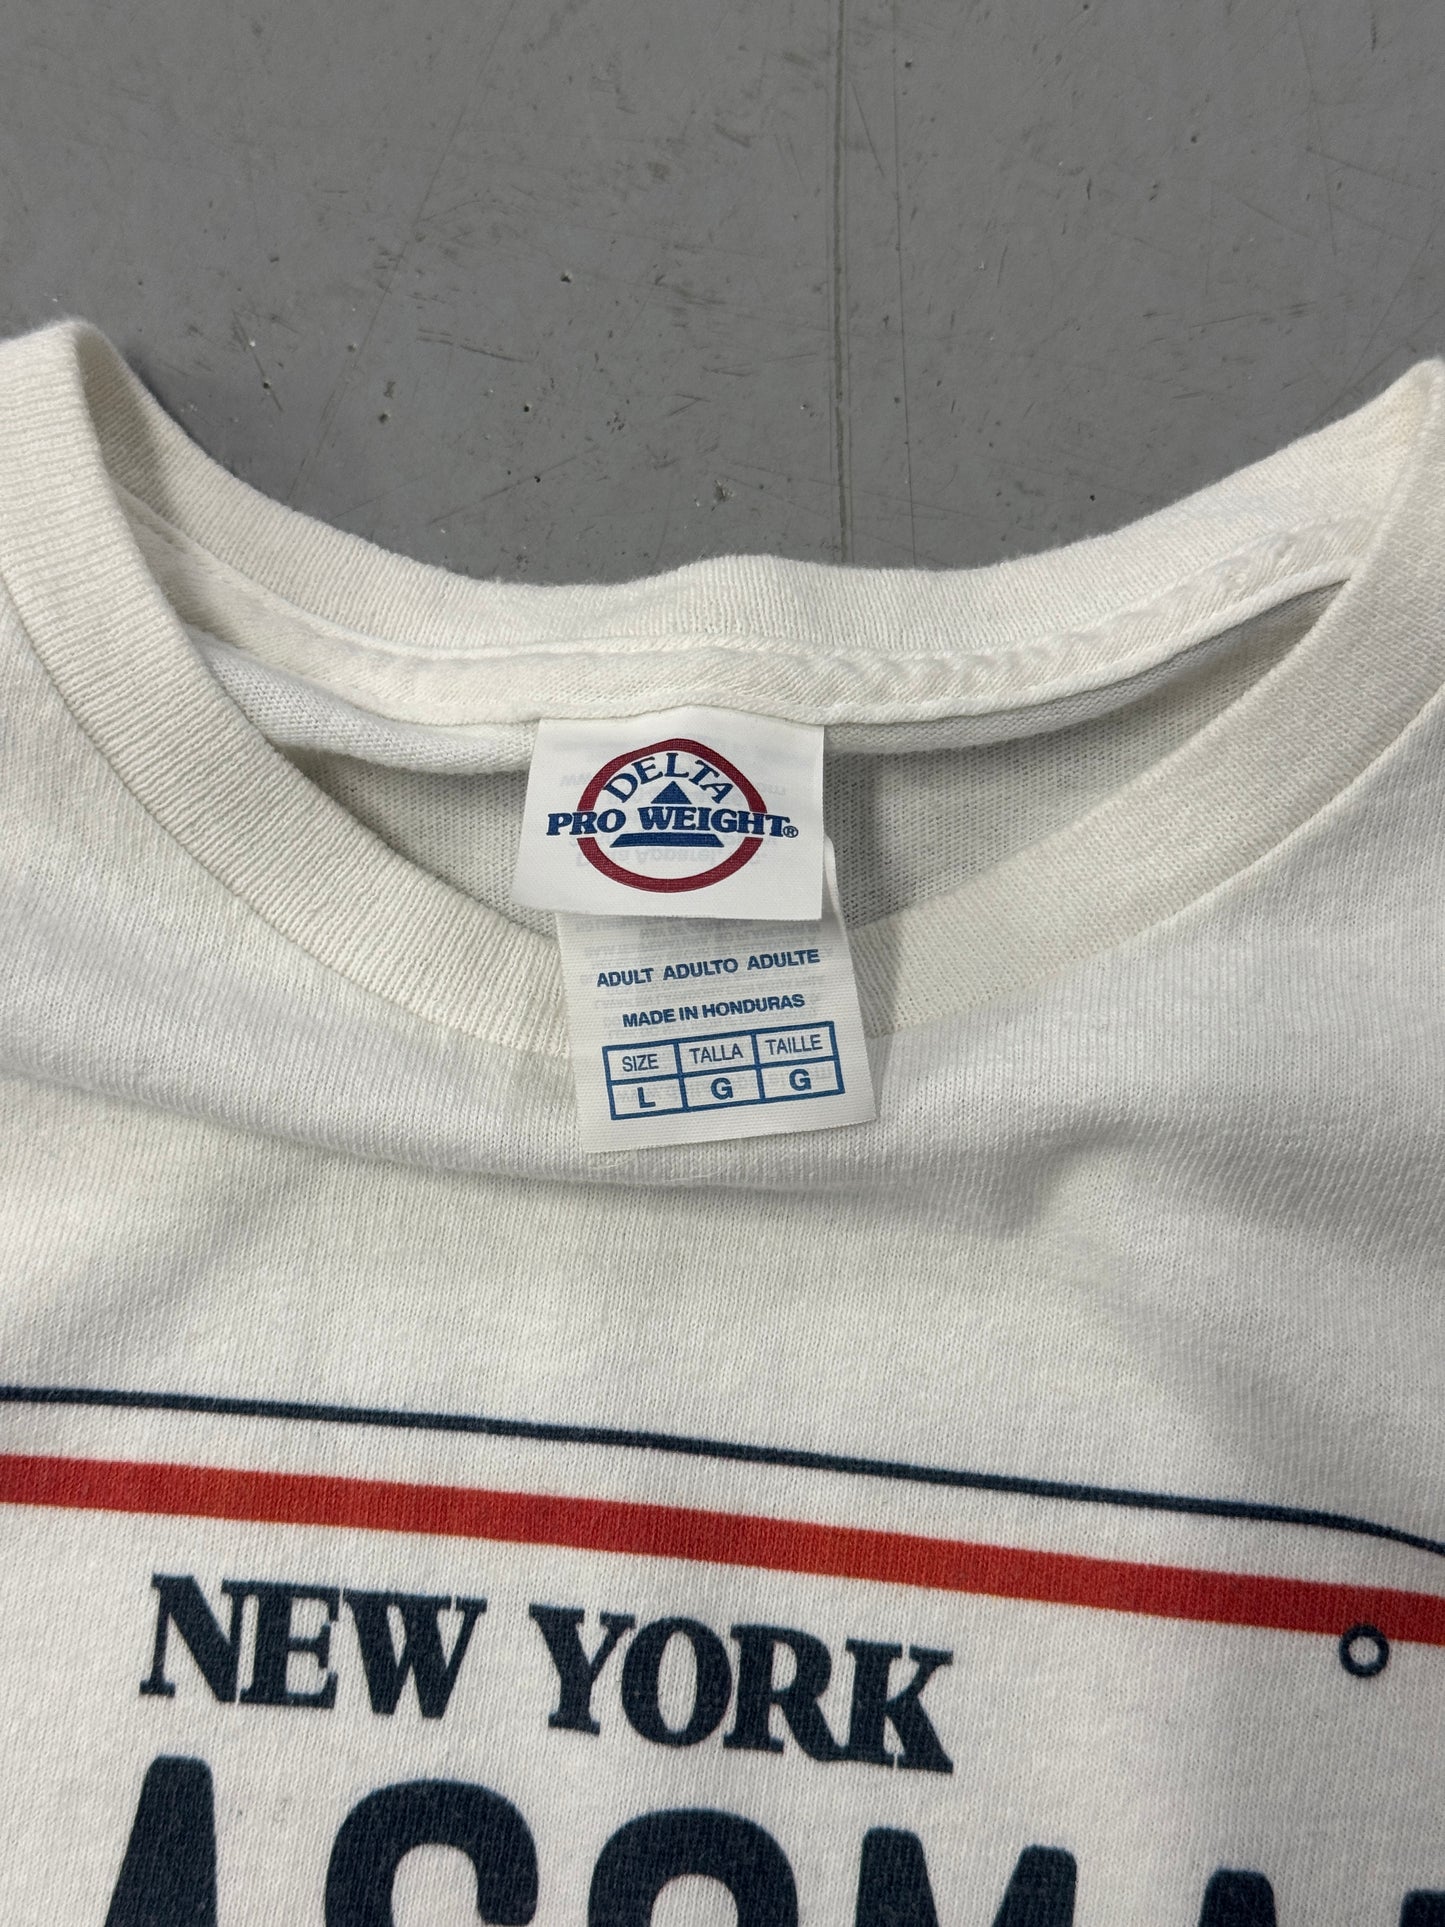 DELTA
PRO WEIGHT®
ADULT ADULTO ADULTE
MADE IN HONDURAS
SIZE TALLA TAILLE
L G G
NEW YORK